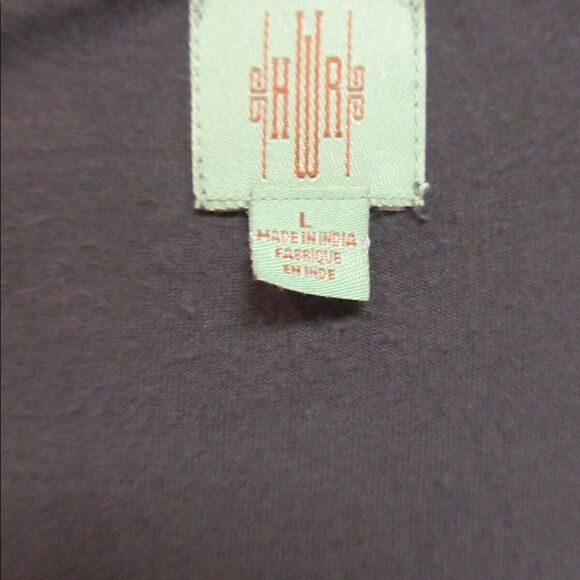 HWR
L
MADE IN INDIA
FABRIQUE
EN INDE